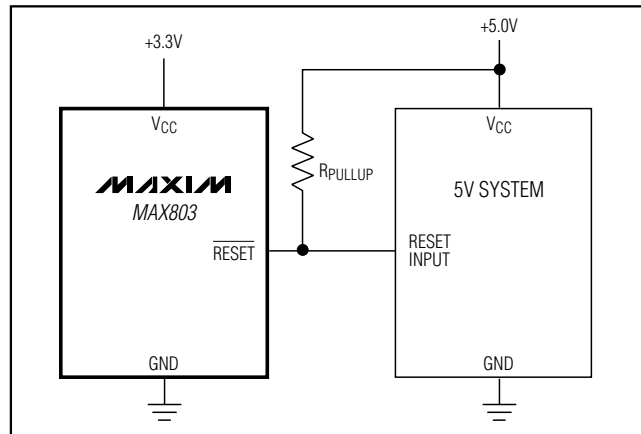 +3.3V
+5.0V
VCC
VCC
RPULLUP
MAXIM
MAX803
5V SYSTEM
RESET
RESET
INPUT
GND
GND